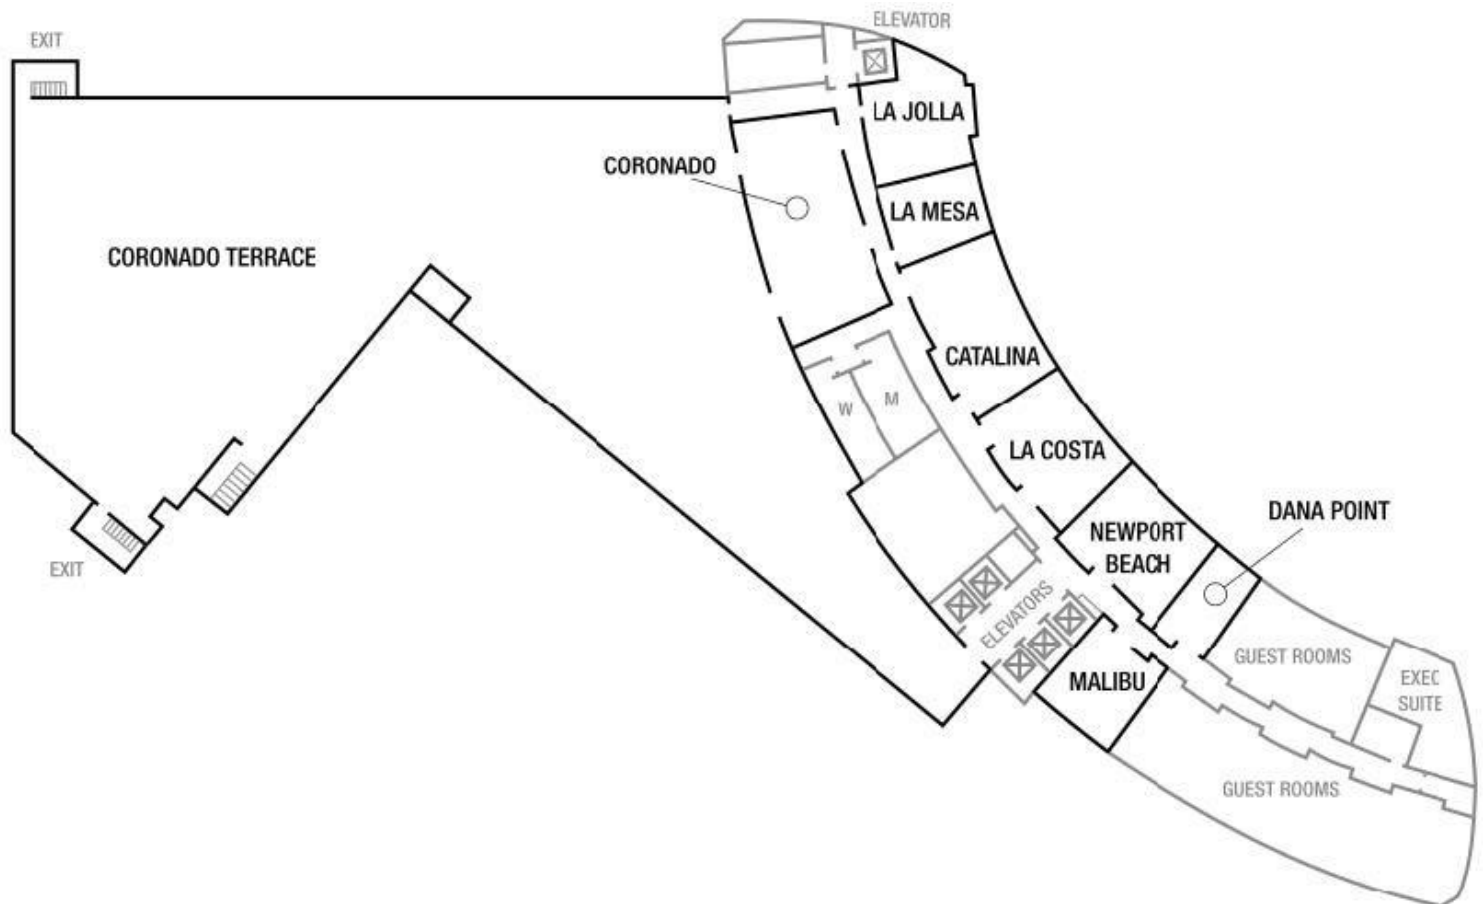 ELEVATOR
EXIT
LA JOLLA
CORONADO
LA MESA
CORONADO TERRACE
CATALINA
W
M
LA COSTA
DANA POINT
NEWPORT
BEACH
EXIT
ELEVATORS
GUEST ROOMS
MALIBU
EXEC
SUITE
GUEST ROOMS